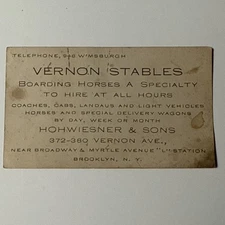 TELEPHONE, 940 W'MSBURGH
VERNON STABLES
BOARDING HORSES A SPECIALTY
TO HIRE AT ALL HOURS
COACHES, CABS, LANDAUS AND LIGHT VEHICLES
HORSES AND SPECIAL DELIVERY WAGONS
BY DAY, WEEK OR MONTH
HOHWIESNER & SONS
372-380 VERNON AVE.,
NEAR BROADWAY & MYRTLE AVENUE "L" STATION
BROOKLYN, N. Y.